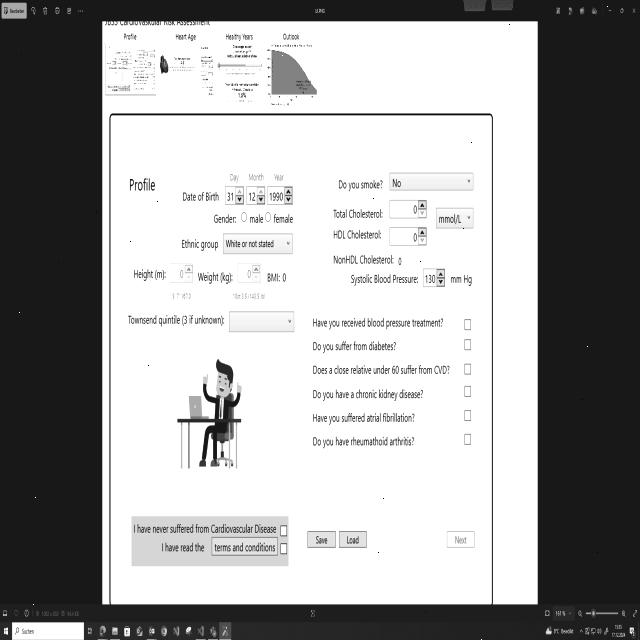 Bearbeiten
JBS3 Cardiovascular Risk Assessment
Profile Heart Age Healthy Years Outlook
Profile
Day Month Year
Date of Birth 31 12 1990
Gender: male female
Ethnic group White or not stated
Height (m): 0 Weight (kg): 0 BMI: 0
Townsend quintile (3 if unknown):
Do you smoke? No
Total Cholesterol: 0
mmol/L
HDL Cholesterol: 0
NonHDL Cholesterol: 0
Systolic Blood Pressure: 130 mm Hg
Have you received blood pressure treatment?
Do you suffer from diabetes?
Does a close relative under 60 suffer from CVD?
Do you have a chronic kidney disease?
Have you suffered atrial fibrillation?
Do you have rheumathoid arthritis?
I have never suffered from Cardiovascular Disease
I have read the terms and conditions
Save Load Next
Suchen